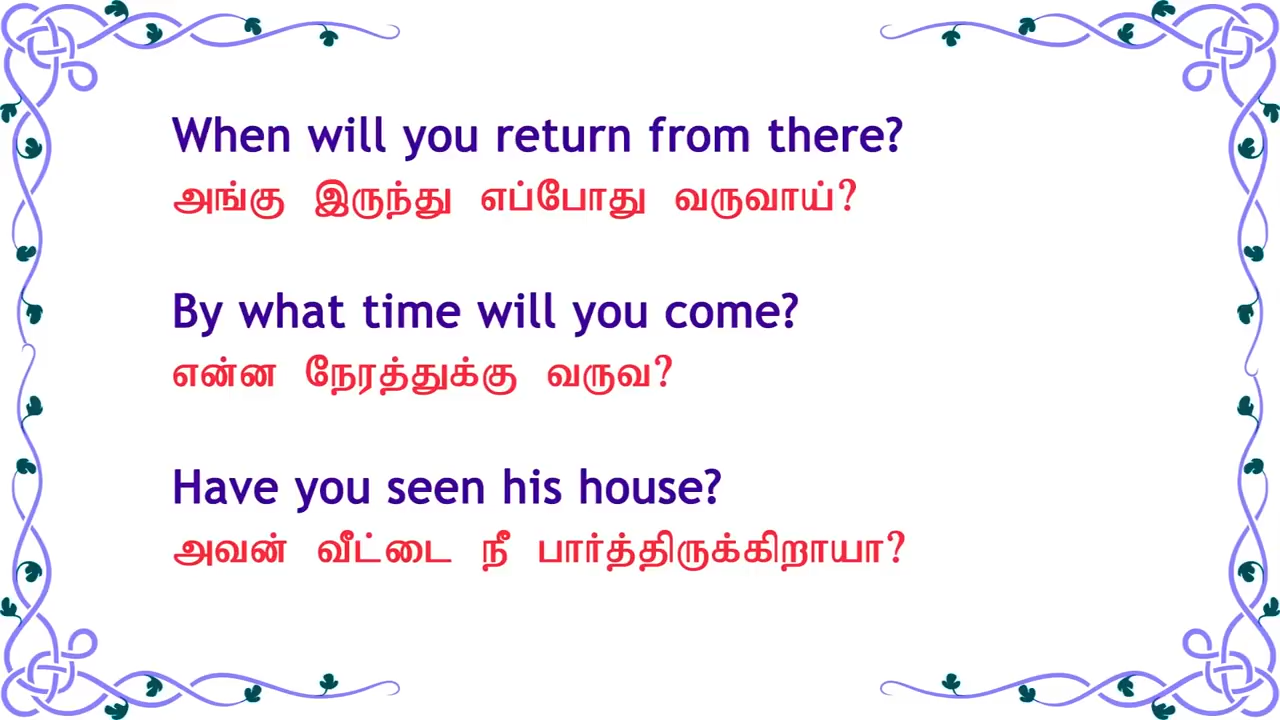 When will you return from there?
அங்கு இருந்து எப்போது வருவாய்?
By what time will you come?
என்ன நேரத்துக்கு வருவ?
Have you seen his house?
அவன் வீட்டை நீ பார்த்திருக்கிறாயா?